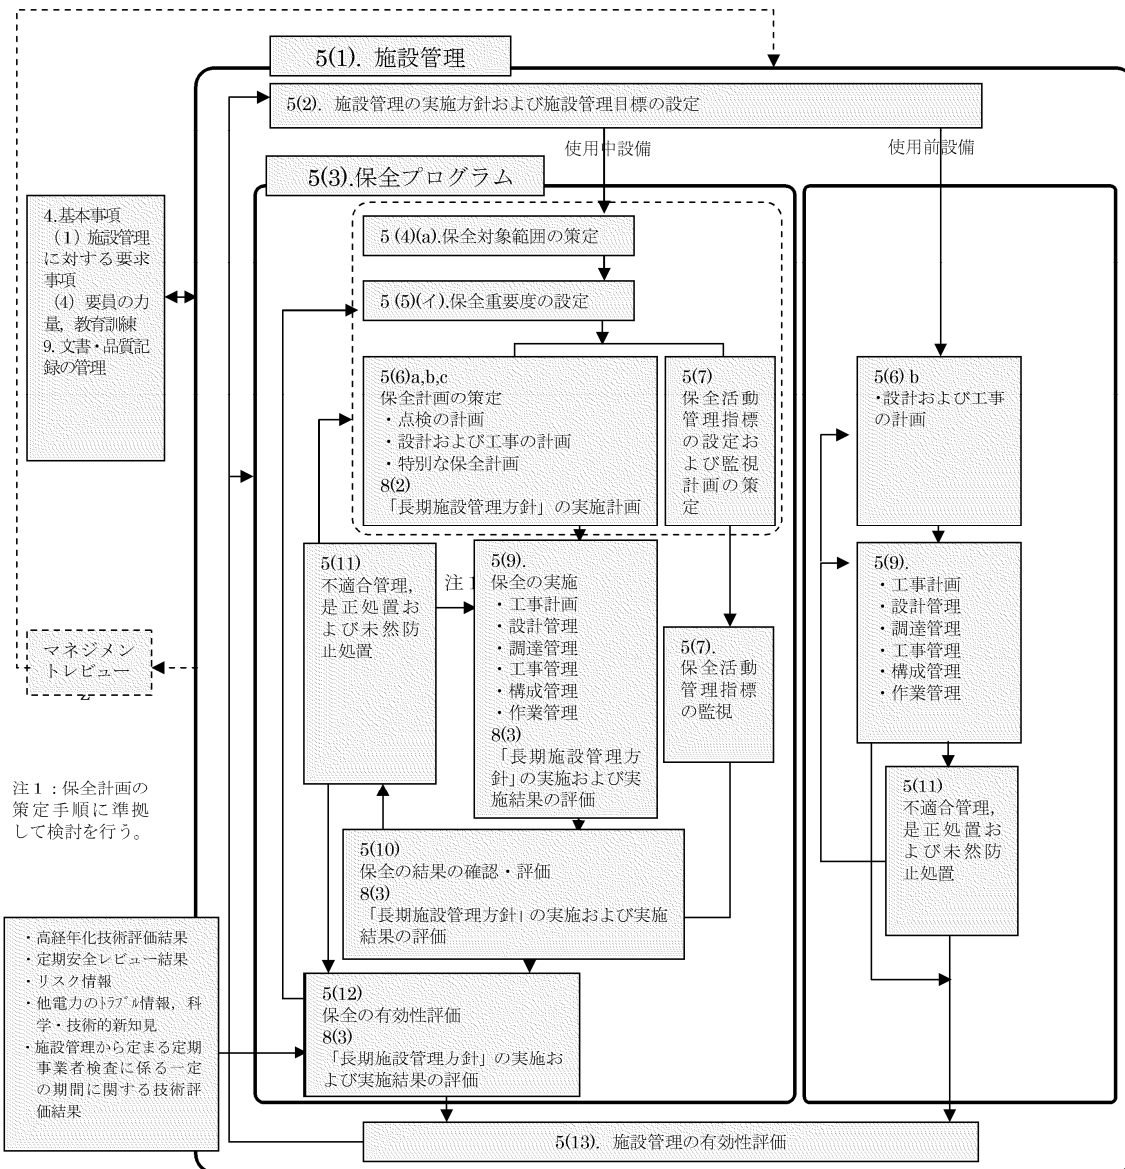 5(1). 施設管理
5(2). 施設管理の実施方針および施設管理目標の設定
使用中設備
使用前設備
5(3).保全プログラム
4.基本事項
（1）施設管理
に対する要求
事項
（4）要員の力
量，教育訓練
9.文書・品質記
録の管理
5 (4)(a).保全対象範囲の策定
5 (5)(イ).保全重要度の設定
5(6)a,b,c
保全計画の策定
・点検の計画
・設計および工事の計画
・特別な保全計画
8(2)
「長期施設管理方針」の実施計画
5(7)
保全活動
管理指標
の設定お
よび監視
計画の策
定
5(6) b
・設計および工事
の計画
5(11)
不適合管理，
是正処置お
よび未然防
止処置
注1
5(9).
保全の実施
・工事計画
・設計管理
・調達管理
・工事管理
・構成管理
・作業管理
8(3)
「長期施設管理方
針」の実施および実
施結果の評価
5(7).
保全活動
管理指標
の監視
5(9).
・工事計画
・設計管理
・調達管理
・工事管理
・構成管理
・作業管理
マネジメン
トレビュー
5(11)
不適合管理，
是正処置お
よび未然防
止処置
注1：保全計画の
策定手順に準拠
して検討を行う。
5(10)
保全の結果の確認・評価
8(3)
「長期施設管理方針」の実施および実施
結果の評価
・高経年化技術評価結果
・定期安全レビュー結果
・リスク情報
・他電力のﾄﾗﾌﾞﾙ情報，科
学・技術的新知見
・施設管理から定まる定期
事業者検査に係る一定
の期間に関する技術評
価結果
5(12)
保全の有効性評価
8(3)
「長期施設管理方針」の実施お
よび実施結果の評価
5(13). 施設管理の有効性評価